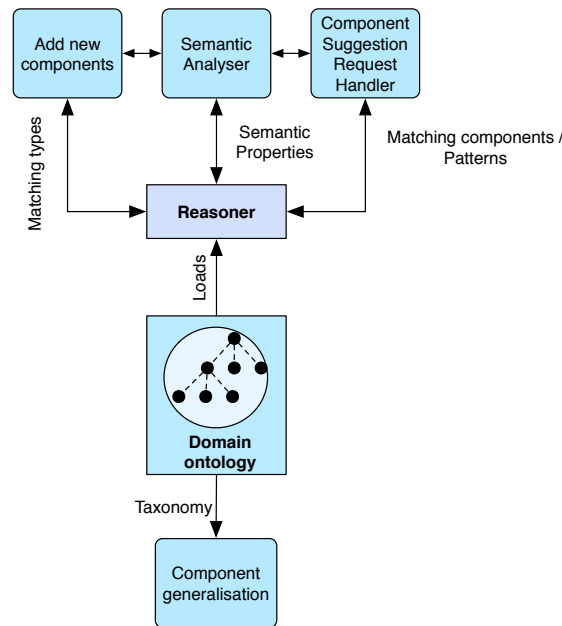 Add new
components
Semantic
Analyser
Component
Suggestion
Request
Handler
Matching types
Semantic
Properties
Matching components /
Patterns
Reasoner
Loads
Domain
ontology
Taxonomy
Component
generalisation